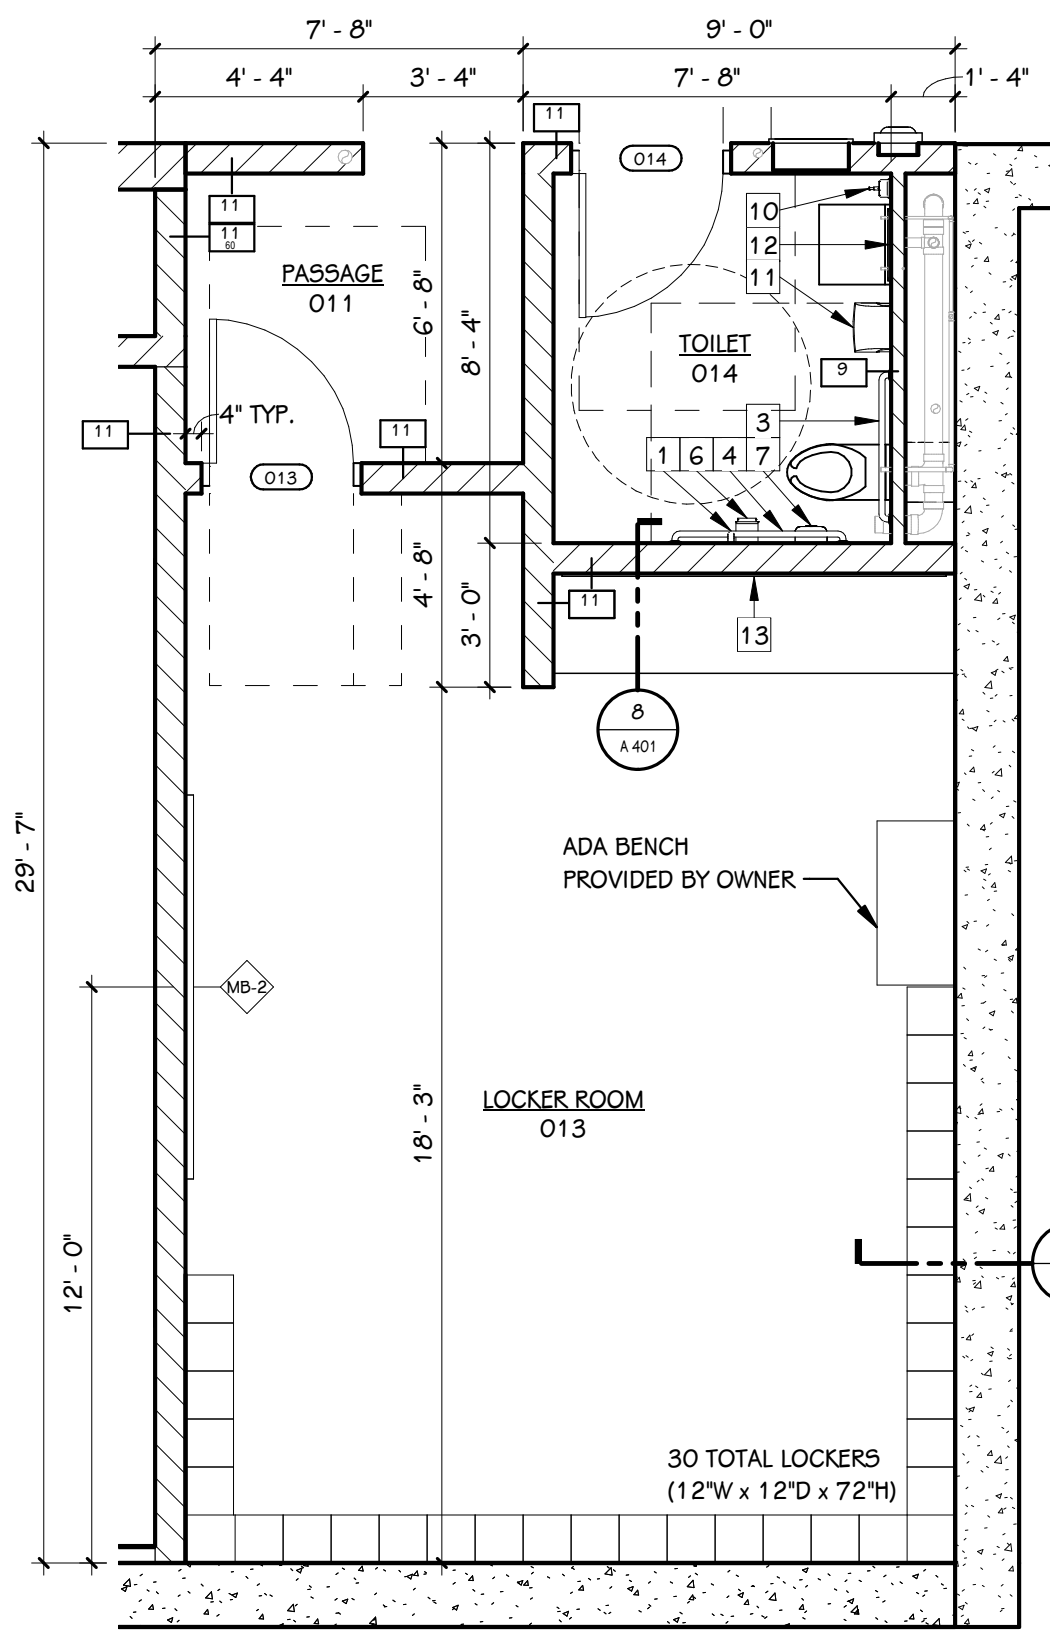 7' - 8"
9' - 0"
4' - 4"
3' - 4"
7' - 8"
1' - 4"
11
014
11
11
60
10
12
11
PASSAGE
011
6' - 8"
8' - 4"
TOILET
014
9
4" TYP.
11
11
3
1 6 4 7
013
4' - 8"
3' - 0"
11
13
8
A 401
29' - 7"
ADA BENCH
PROVIDED BY OWNER
MB-2
LOCKER ROOM
013
18' - 3"
12' - 0"
30 TOTAL LOCKERS
(12"W x 12"D x 72"H)